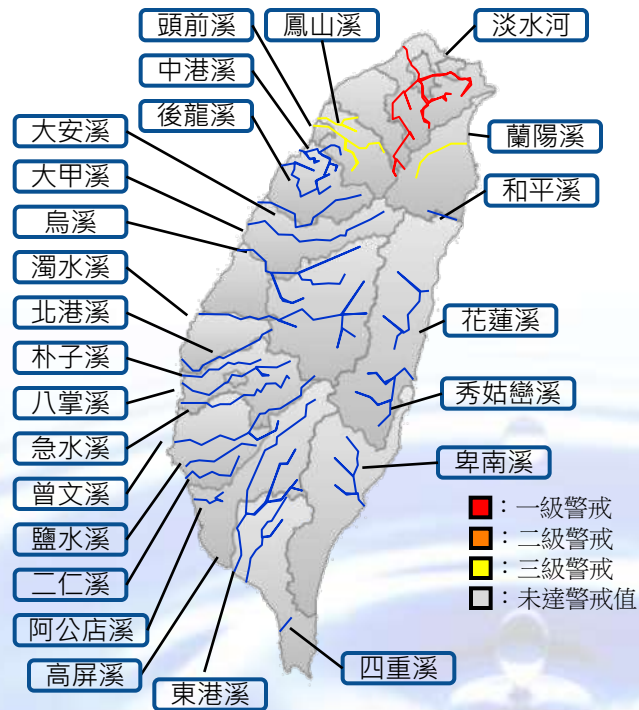 頭前溪
鳳山溪
淡水河
中港溪
後龍溪
大安溪
蘭陽溪
大甲溪
和平溪
烏溪
濁水溪
北港溪
花蓮溪
朴子溪
八掌溪
秀姑巒溪
急水溪
卑南溪
曾文溪
鹽水溪
二仁溪
阿公店溪
高屏溪
東港溪
四重溪
：一級警戒
：二級警戒
：三級警戒
：未達警戒值